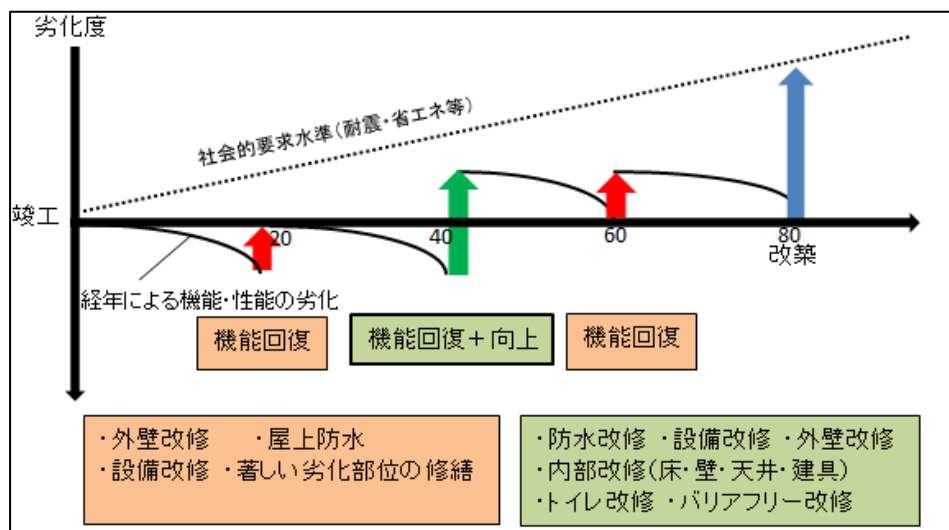 劣化度
社会的要求水準(耐震・省エネ等)
竣工
20
40
60
80
改築
経年による機能・性能の劣化
機能回復
機能回復+向上
機能回復
・外壁改修 ・屋上防水
・設備改修 ・著しい劣化部位の修繕
・防水改修 ・設備改修 ・外壁改修
・内部改修(床・壁・天井・建具)
・トイレ改修 ・バリアフリー改修